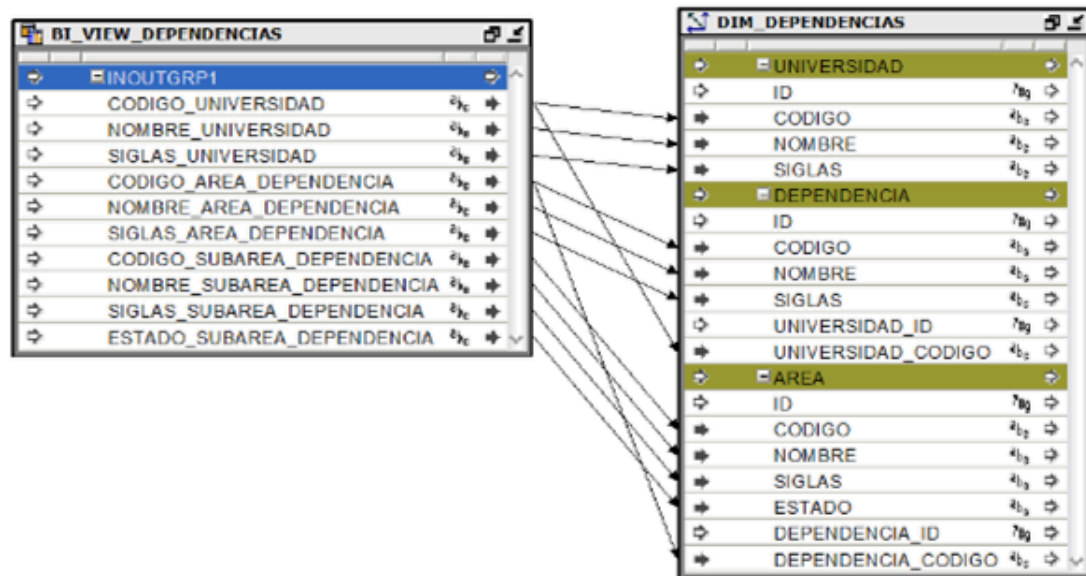 BI_VIEW_DEPENDENCIAS
INOUTGRP1
CODIGO_UNIVERSIDAD
NOMBRE_UNIVERSIDAD
SIGLAS_UNIVERSIDAD
CODIGO_AREA_DEPENDENCIA
NOMBRE_AREA_DEPENDENCIA
SIGLAS_AREA_DEPENDENCIA
CODIGO_SUBAREA_DEPENDENCIA
NOMBRE_SUBAREA_DEPENDENCIA
SIGLAS_SUBAREA_DEPENDENCIA
ESTADO_SUBAREA_DEPENDENCIA
DIM_DEPENDENCIAS
UNIVERSIDAD
ID
CODIGO
NOMBRE
SIGLAS
DEPENDENCIA
ID
CODIGO
NOMBRE
SIGLAS
UNIVERSIDAD_ID
UNIVERSIDAD_CODIGO
AREA
ID
CODIGO
NOMBRE
SIGLAS
ESTADO
DEPENDENCIA_ID
DEPENDENCIA_CODIGO